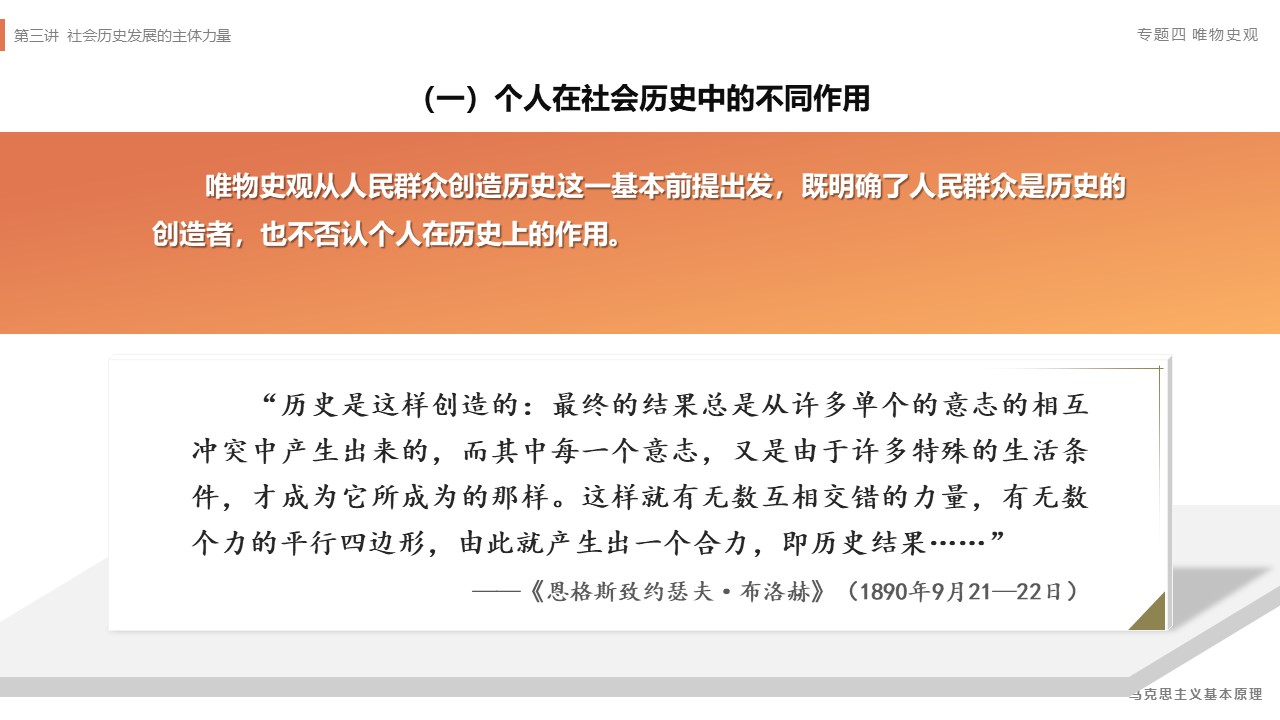 第三讲 社会历史发展的主体力量
专题四 唯物史观
（一）个人在社会历史中的不同作用
唯物史观从人民群众创造历史这一基本前提出发，既明确了人民群众是历史的
创造者，也不否认个人在历史上的作用。
“历史是这样创造的：最终的结果总是从许多单个的意志的相互
冲突中产生出来的，而其中每一个意志，又是由于许多特殊的生活条
件，才成为它所成为的那样。这样就有无数互相交错的力量，有无数
个力的平行四边形，由此就产生出一个合力，即历史结果……”
——《恩格斯致约瑟夫·布洛赫》（1890年9月21—22日）
马克思主义基本原理